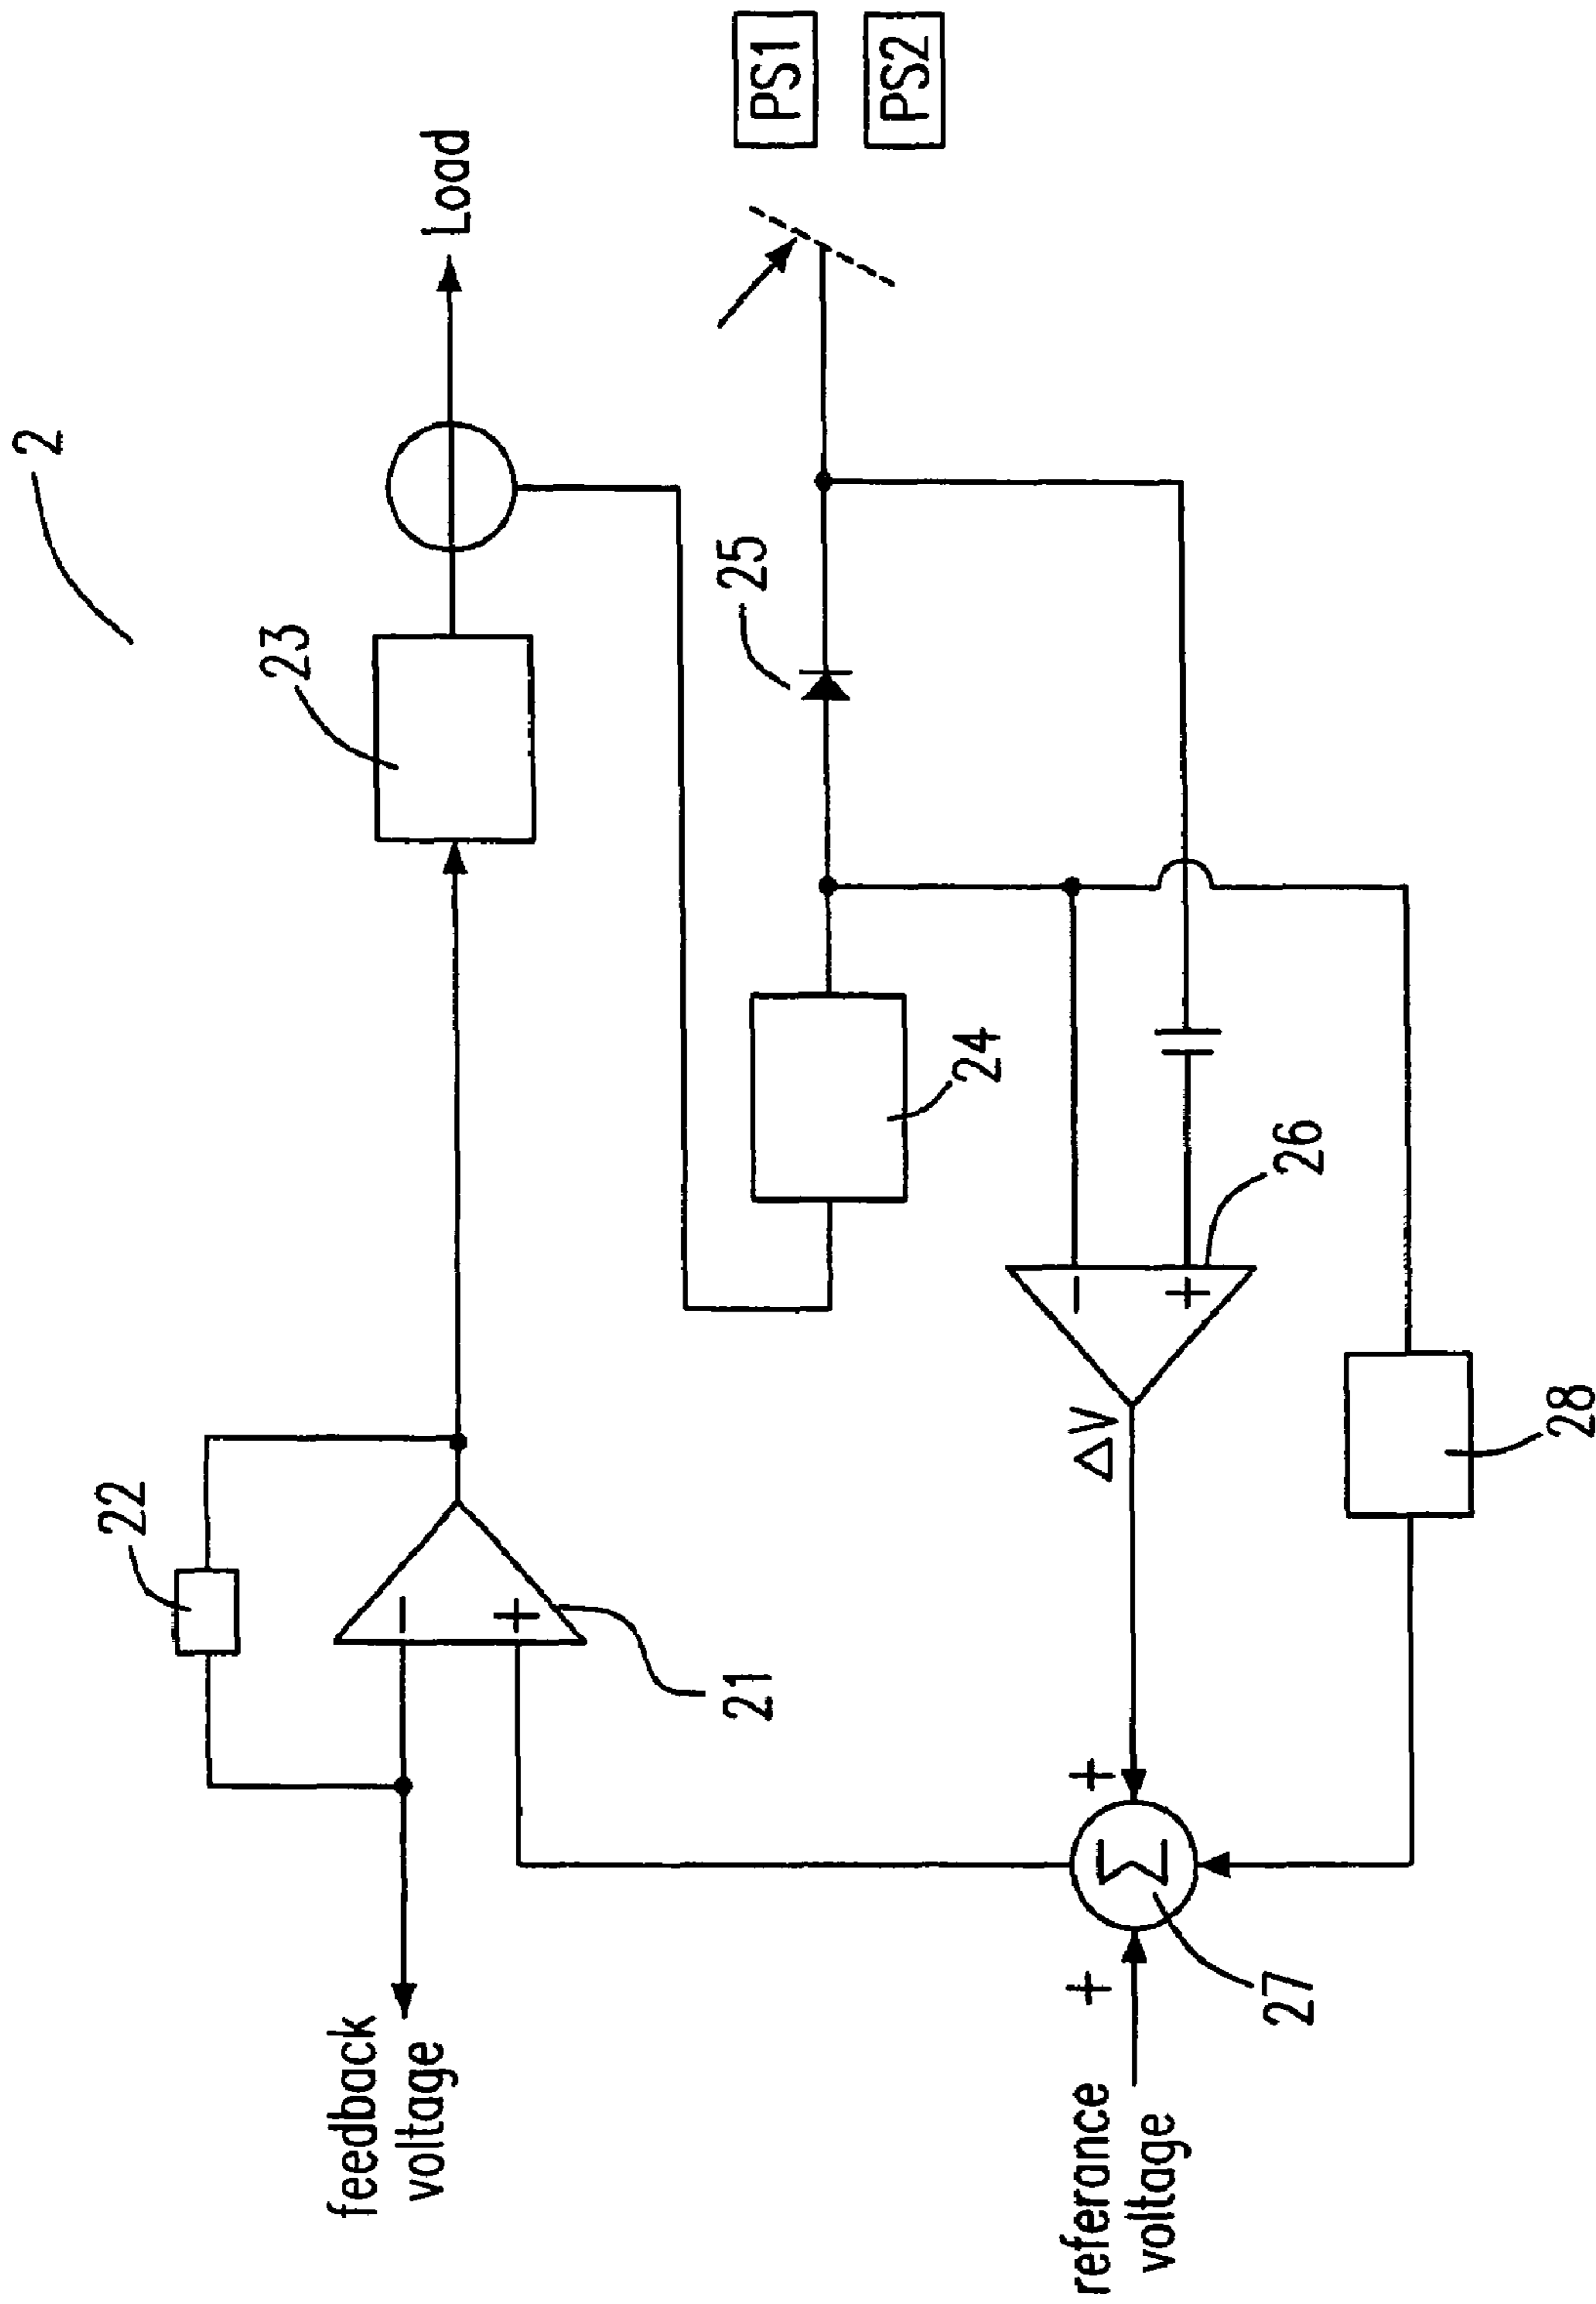 2
22
21
23
Load
feedback
voltage
24
25
PS1
PS2
26
− +
− +
ΔV
+
Σ
+
27
28
referance
voltage